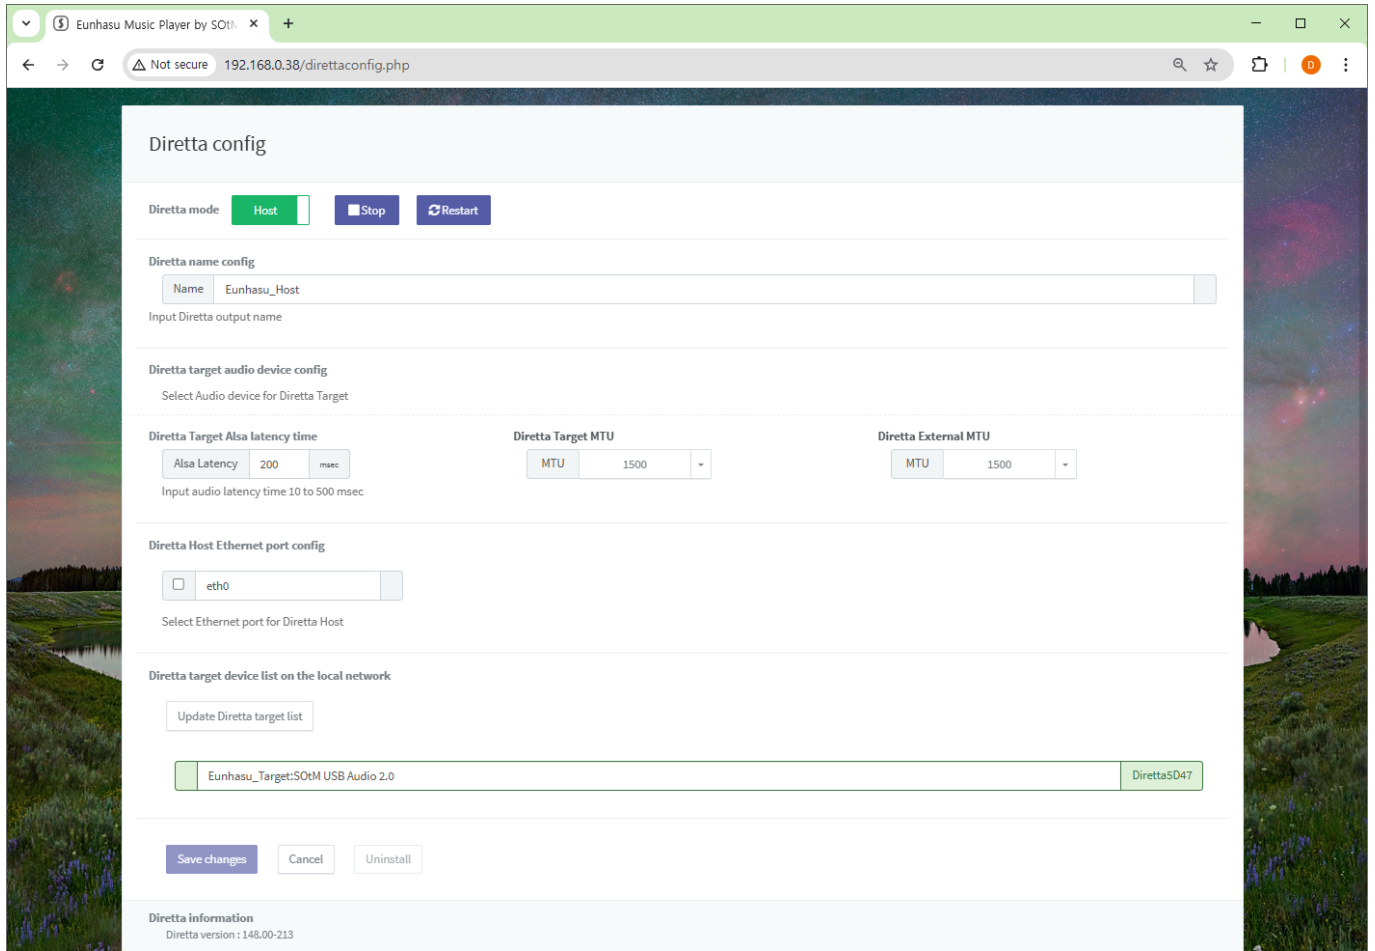 Eunhasu Music Player by SOtM
Not secure 192.168.0.38/direttaconfig.php
D
Diretta config
Diretta mode Host Stop Restart
Diretta name config
Name Eunhasu_Host
Input Diretta output name
Diretta target audio device config
Select Audio device for Diretta Target
Diretta Target Alsa latency time Diretta Target MTU Diretta External MTU
Alsa Latency 200 msec MTU 1500 MTU 1500
Input audio latency time 10 to 500 msec
Diretta Host Ethernet port config
eth0
Select Ethernet port for Diretta Host
Diretta target device list on the local network
Update Diretta target list
Eunhasu_Target:SOtM USB Audio 2.0 Diretta5D47
Save changes Cancel Uninstall
Diretta information
Diretta version : 148.00-213